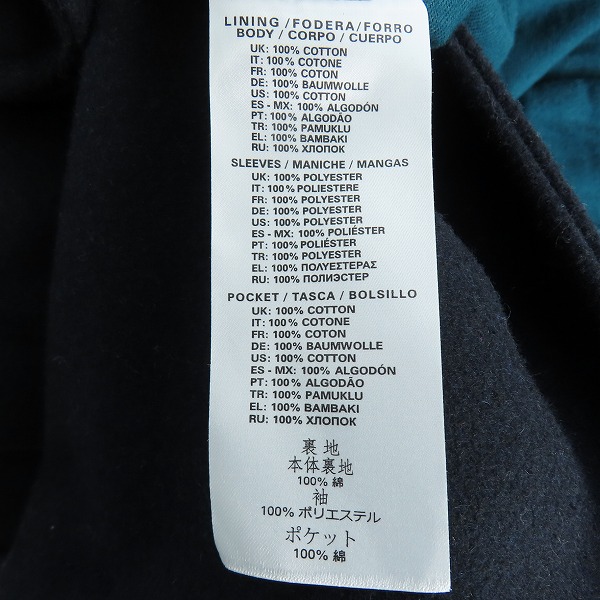 LINING / FODERA / FORRO
BODY / CORPO / CUERPO
UK: 100% COTTON
IT: 100% COTONE
FR: 100% COTON
DE: 100% BAUMWOLLE
US: 100% COTTON
ES - MX: 100% ALGODÓN
PT: 100% ALGODÃO
TR: 100% PAMUKLU
EL: 100% BAMBAKI
RU: 100% ХЛОПОК
SLEEVES / MANICHE / MANGAS
UK: 100% POLYESTER
IT: 100% POLIESTERE
FR: 100% POLYESTER
DE: 100% POLYESTER
US: 100% POLYESTER
ES - MX: 100% POLIÉSTER
PT: 100% POLIÉSTER
TR: 100% POLYESTER
EL: 100% ΠΟΛΥΕΣΤΕΡΑΣ
RU: 100% ПОЛИЭСТЕР
POCKET / TASCA / BOLSILLO
UK: 100% COTTON
IT: 100% COTONE
FR: 100% COTON
DE: 100% BAUMWOLLE
US: 100% COTTON
ES - MX: 100% ALGODÓN
PT: 100% ALGODÃO
TR: 100% PAMUKLU
EL: 100% BAMBAKI
RU: 100% ХЛОПОК
裏地
本体裏地
100% 綿
袖
100% ポリエステル
ポケット
100% 綿